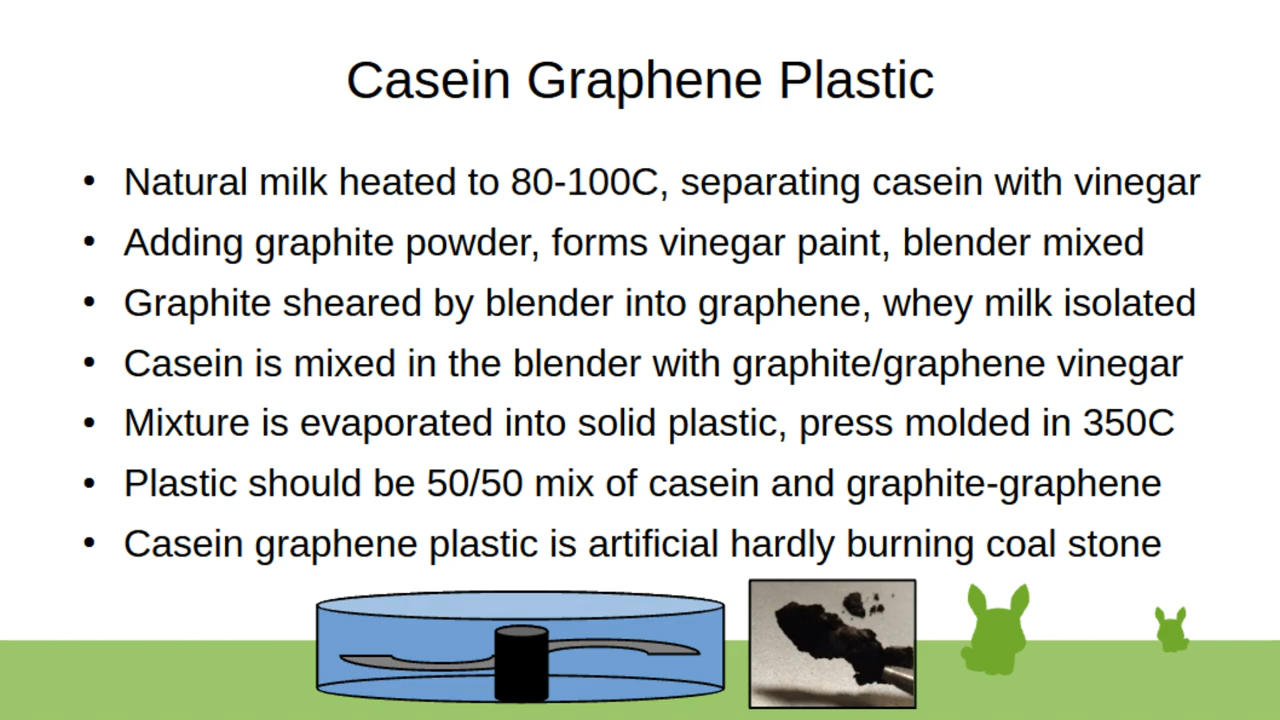 Casein Graphene Plastic
• Natural milk heated to 80-100C, separating casein with vinegar
• Adding graphite powder, forms vinegar paint, blender mixed
• Graphite sheared by blender into graphene, whey milk isolated
• Casein is mixed in the blender with graphite/graphene vinegar
• Mixture is evaporated into solid plastic, press molded in 350C
• Plastic should be 50/50 mix of casein and graphite-graphene
• Casein graphene plastic is artificial hardly burning coal stone